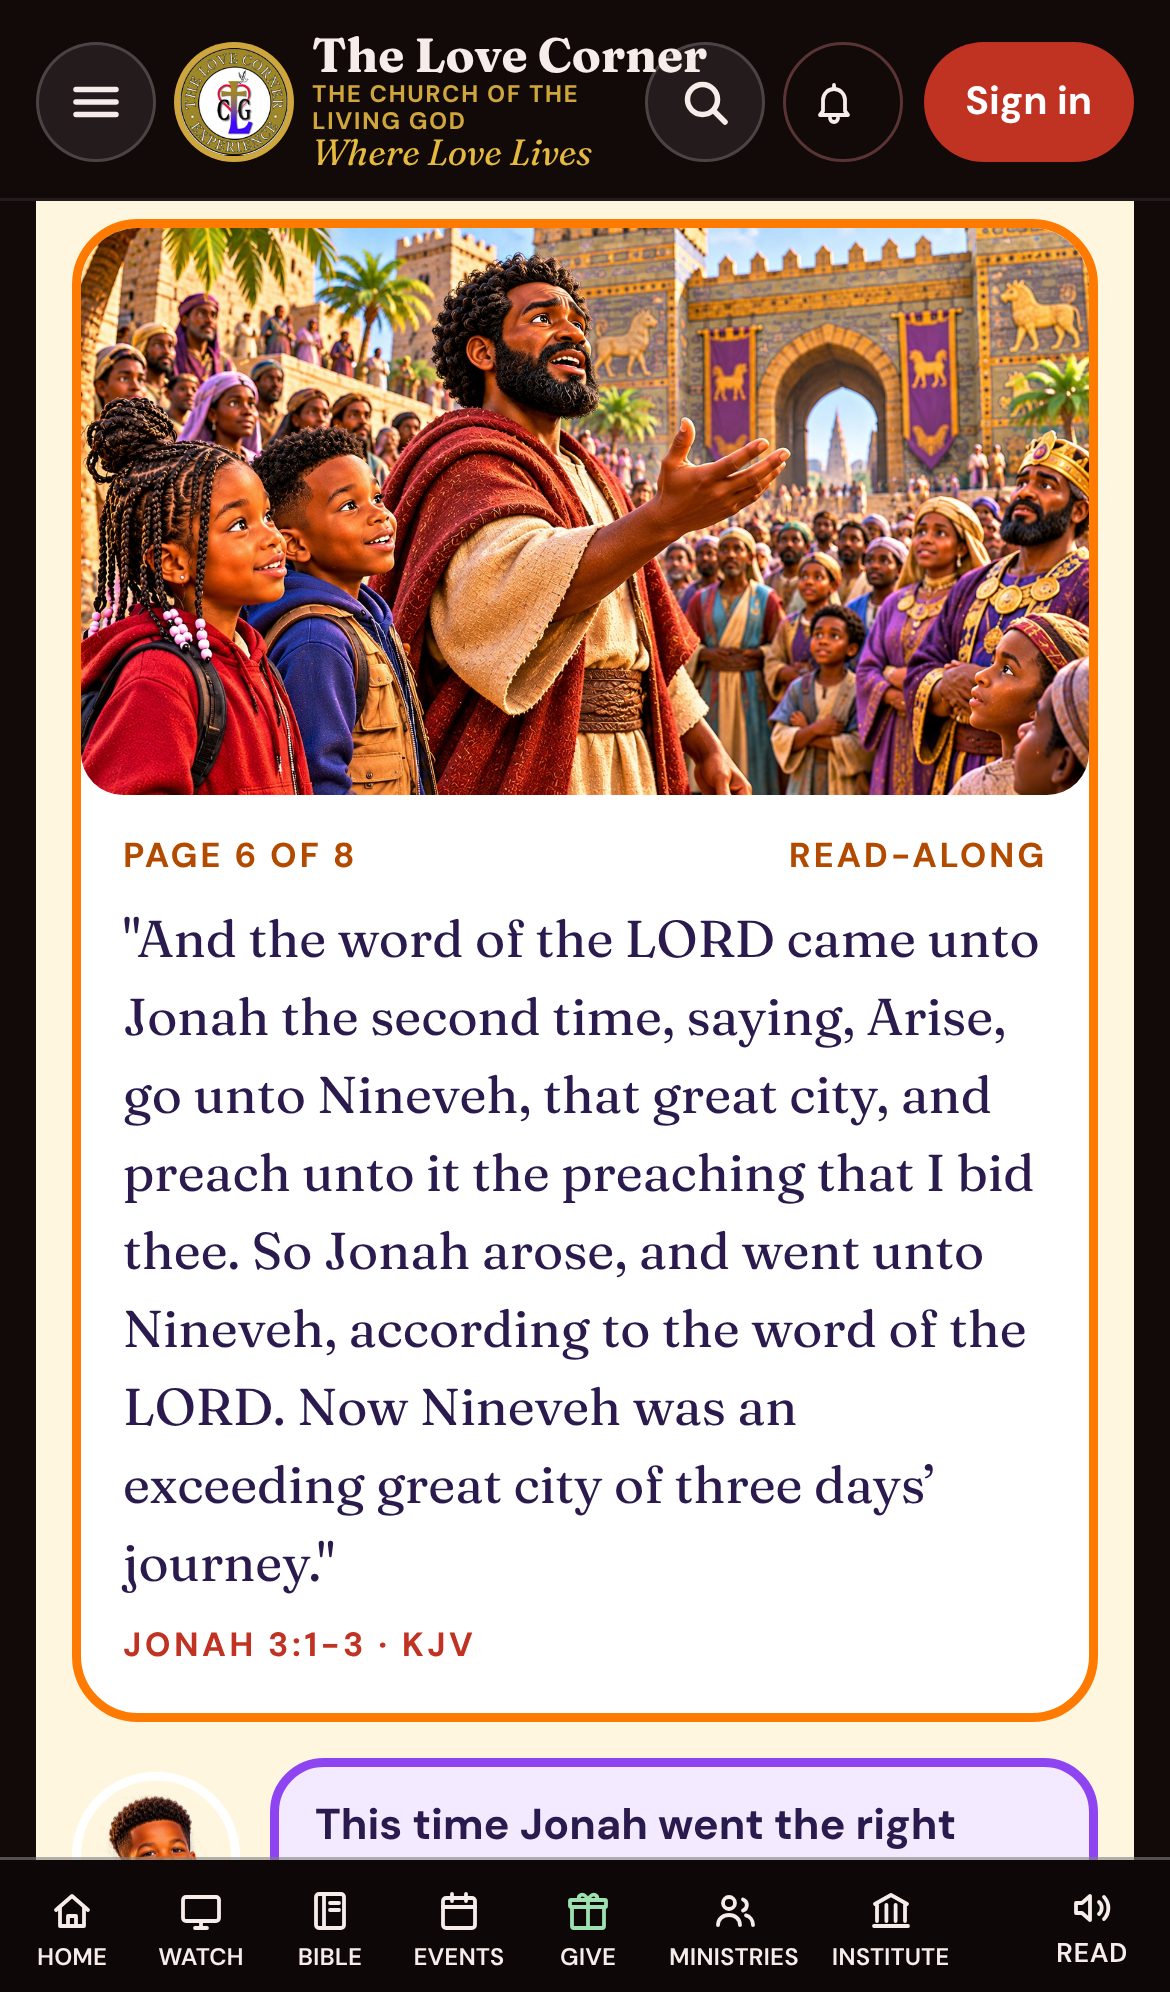 The Love Corner
THE CHURCH OF THE
LIVING GOD
Where Love Lives
Sign in
THE LOVE CORNER
EXPERIENCE
PAGE 6 OF 8
READ-ALONG
"And the word of the LORD came unto
Jonah the second time, saying, Arise,
go unto Nineveh, that great city, and
preach unto it the preaching that I bid
thee. So Jonah arose, and went unto
Nineveh, according to the word of the
LORD. Now Nineveh was an
exceeding great city of three days’
journey."
JONAH 3:1-3 · KJV
This time Jonah went the right
HOME
WATCH
BIBLE
EVENTS
GIVE
MINISTRIES
INSTITUTE
READ